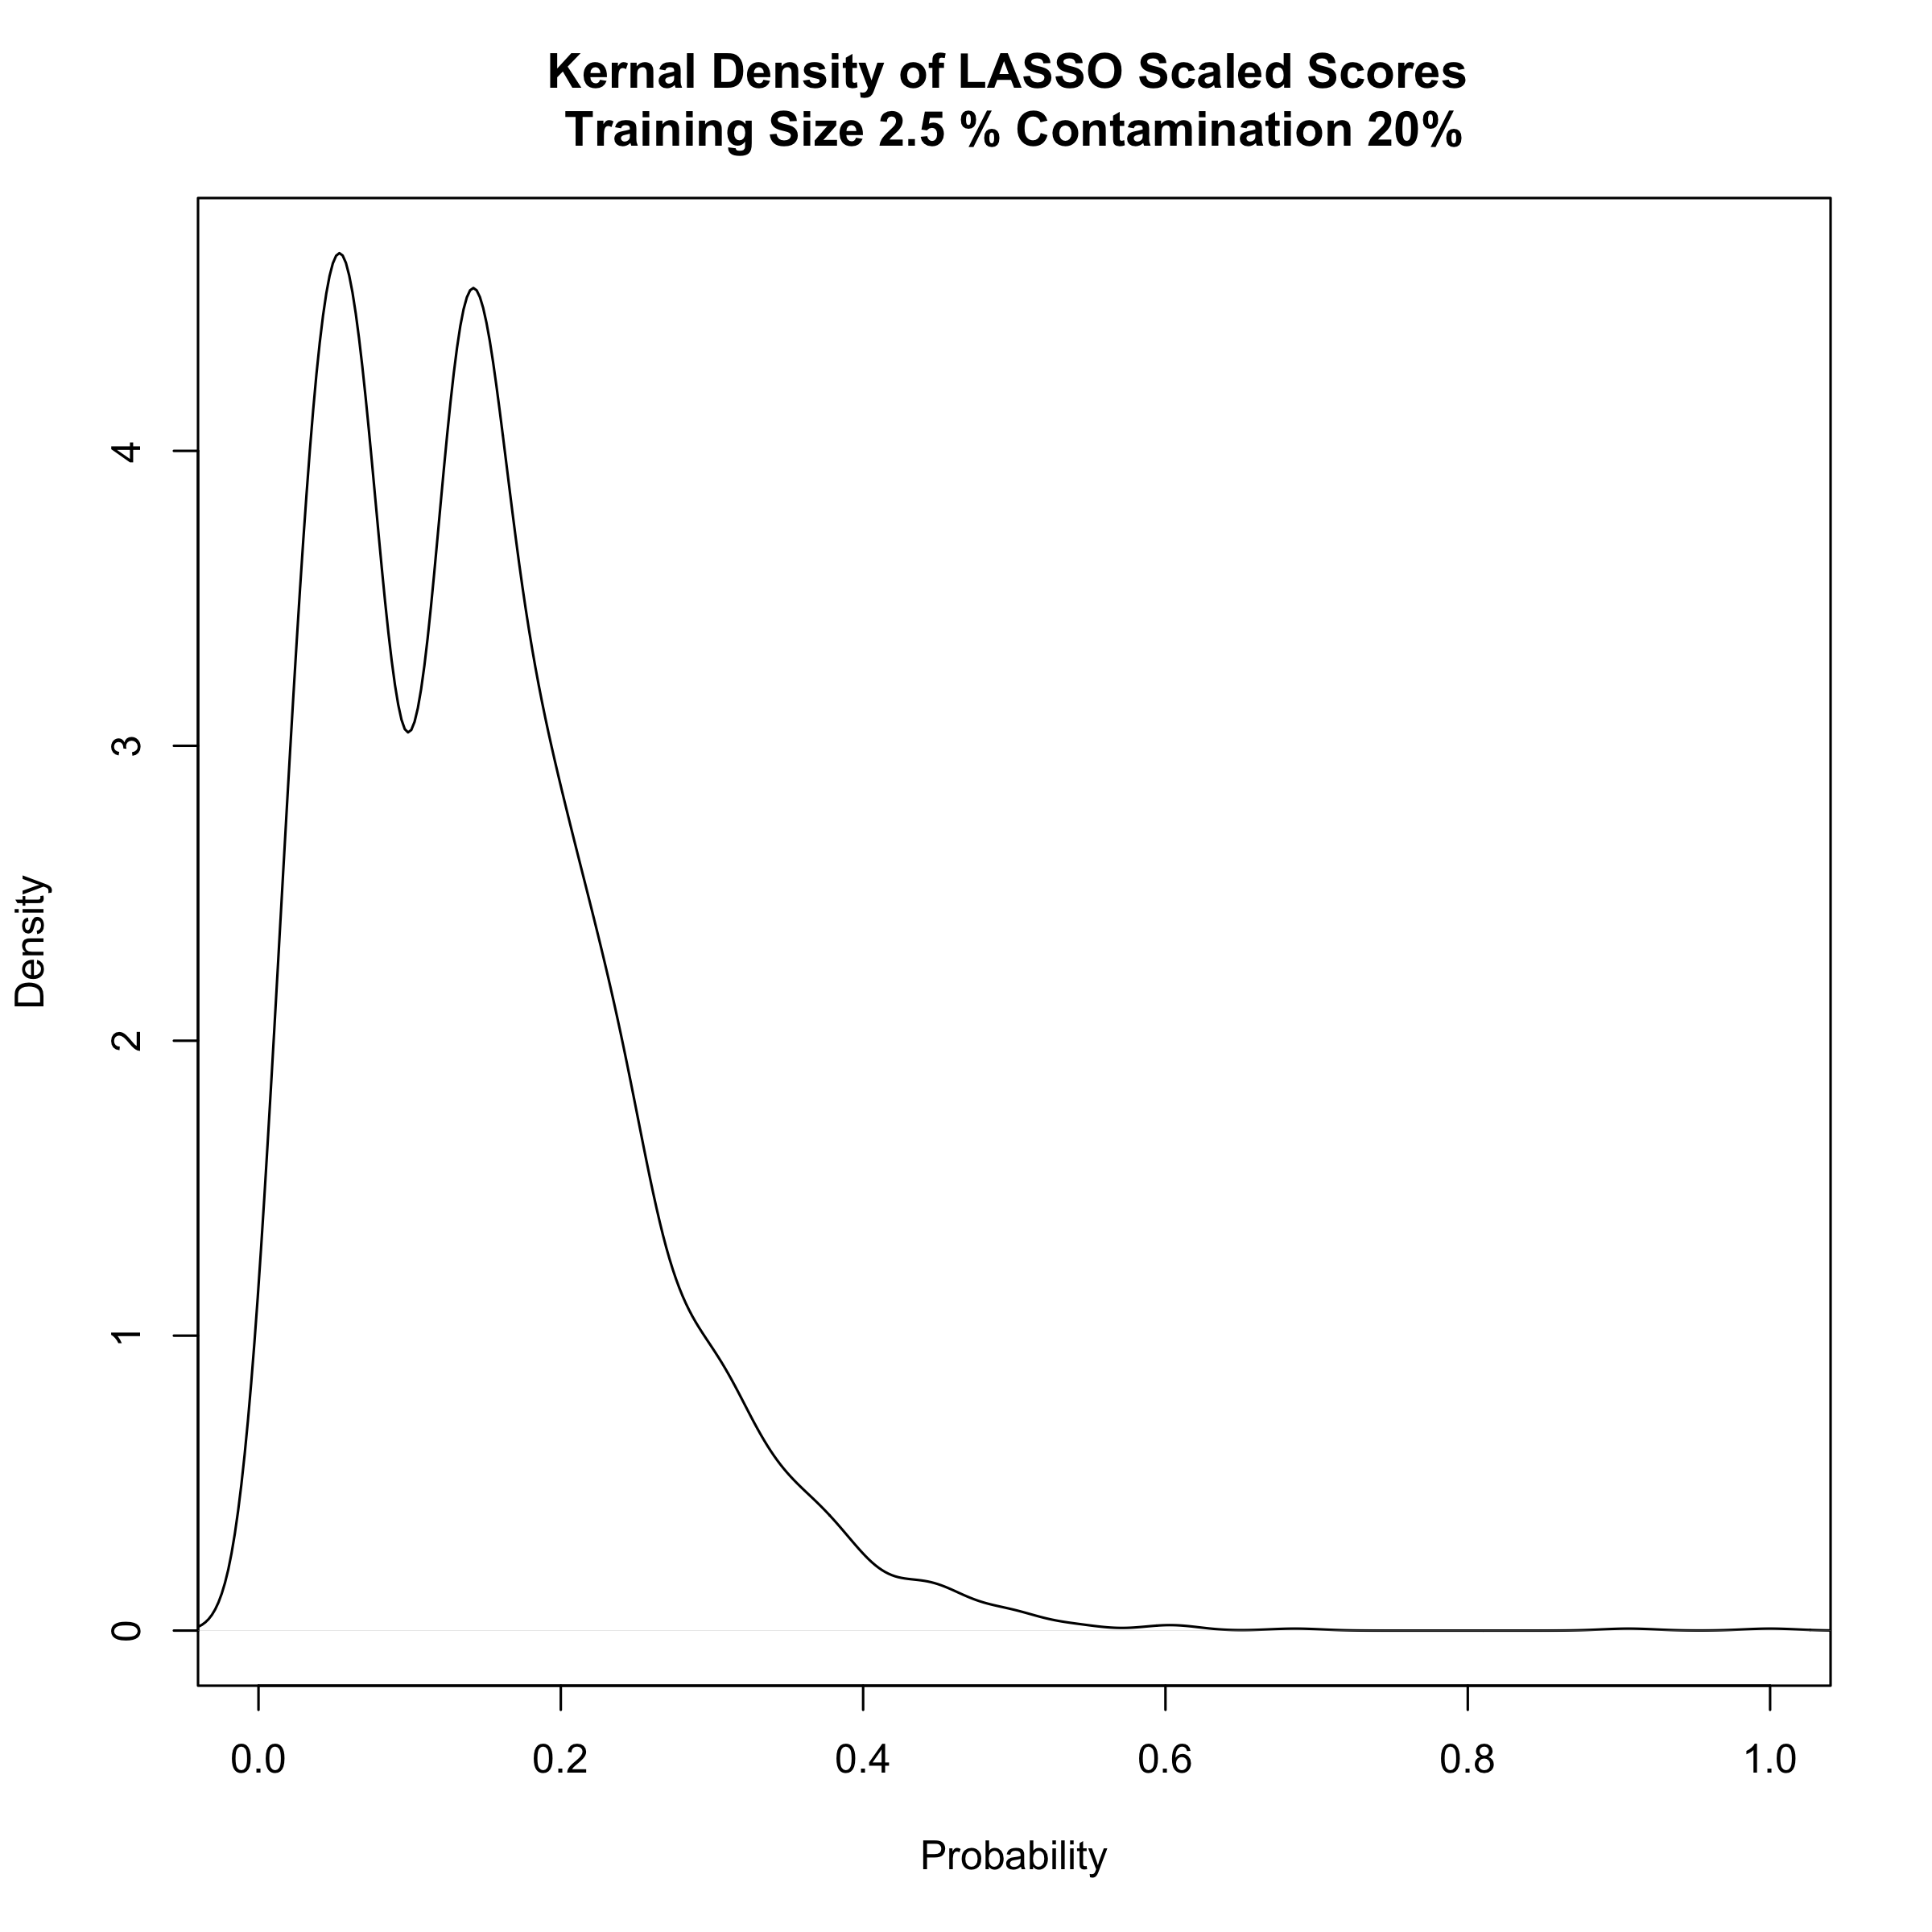 Kernal Density of LASSO Scaled Scores
Training Size 2.5 % Contamination 20%
Density
4
3
2
1
0
0.0 0.2 0.4 0.6 0.8 1.0
Probability